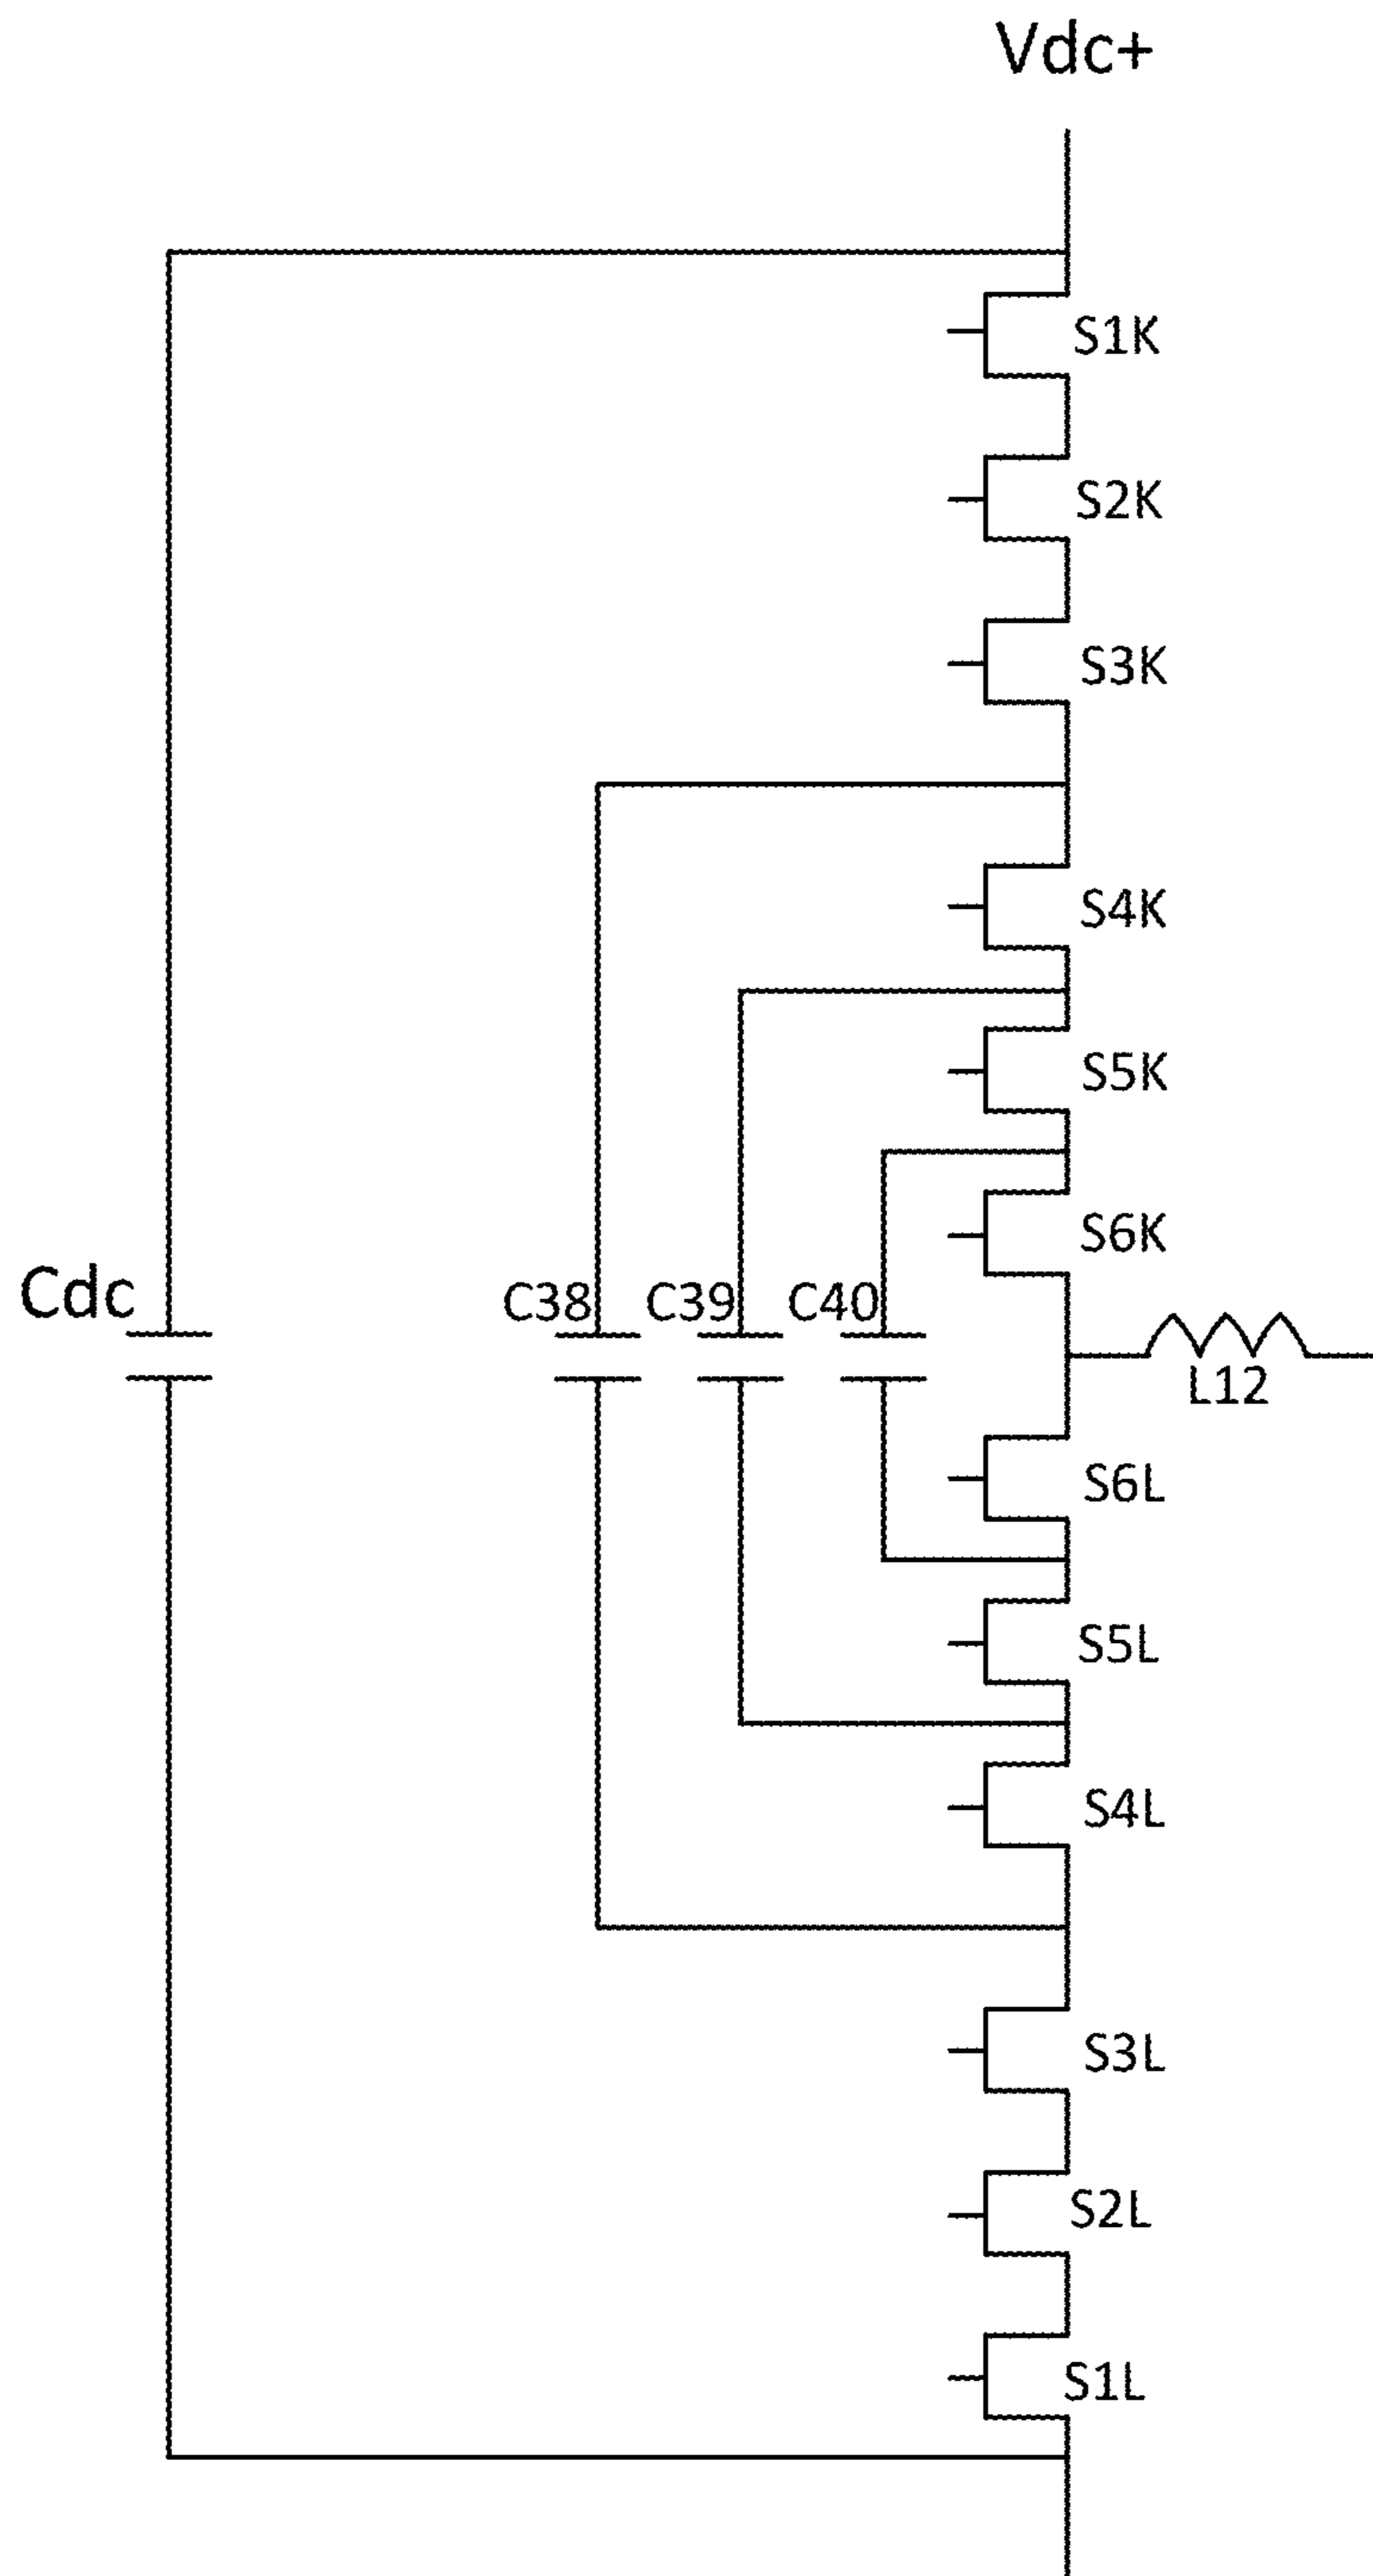 Vdc+
S1K
S2K
S3K
S4K
S5K
S6K
Cdc
C38 C39 C40
L12
S6L
S5L
S4L
S3L
S2L
S1L